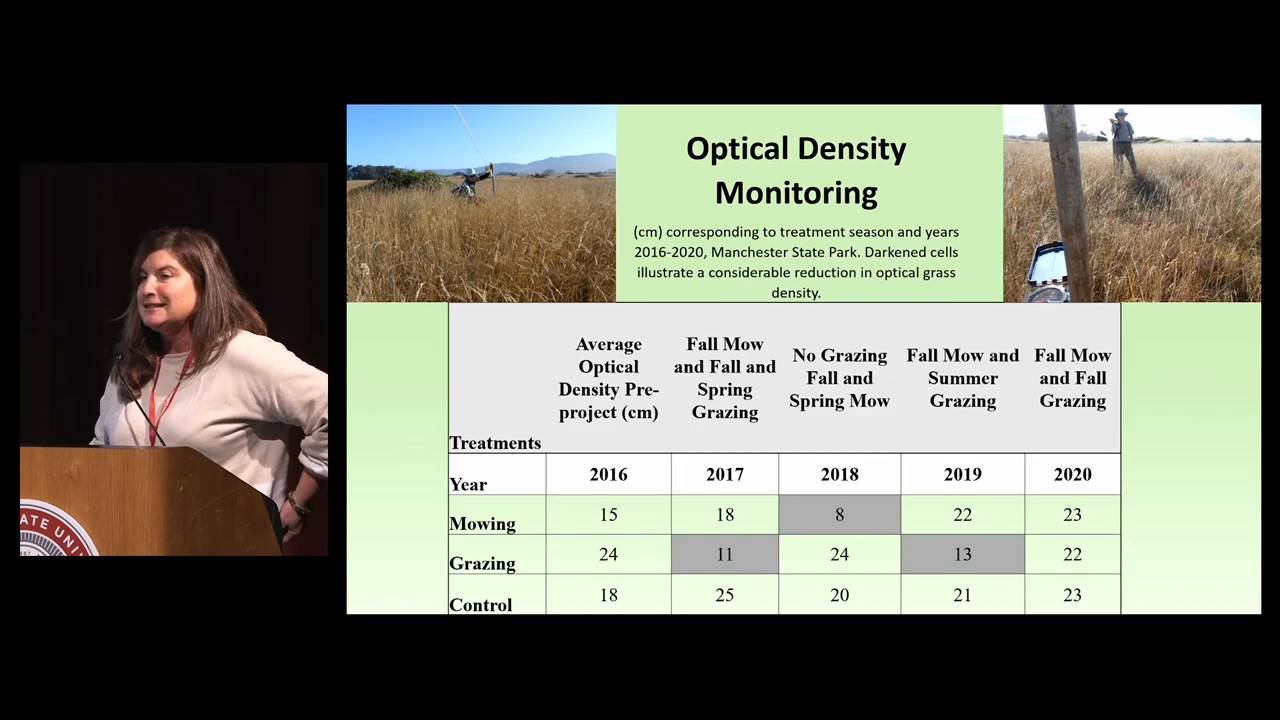 Optical Density
Monitoring
(cm) corresponding to treatment season and years
2016-2020, Manchester State Park. Darkened cells
illustrate a considerable reduction in optical grass
density.
Treatments
Average
Optical
Density Pre-
project (cm)
Fall Mow
and Fall and
Spring
Grazing
No Grazing
Fall and
Spring Mow
Fall Mow and
Summer
Grazing
Fall Mow
and Fall
Grazing
Year 2016 2017 2018 2019 2020
Mowing 15 18 8 22 23
Grazing 24 11 24 13 22
Control 18 25 20 21 23